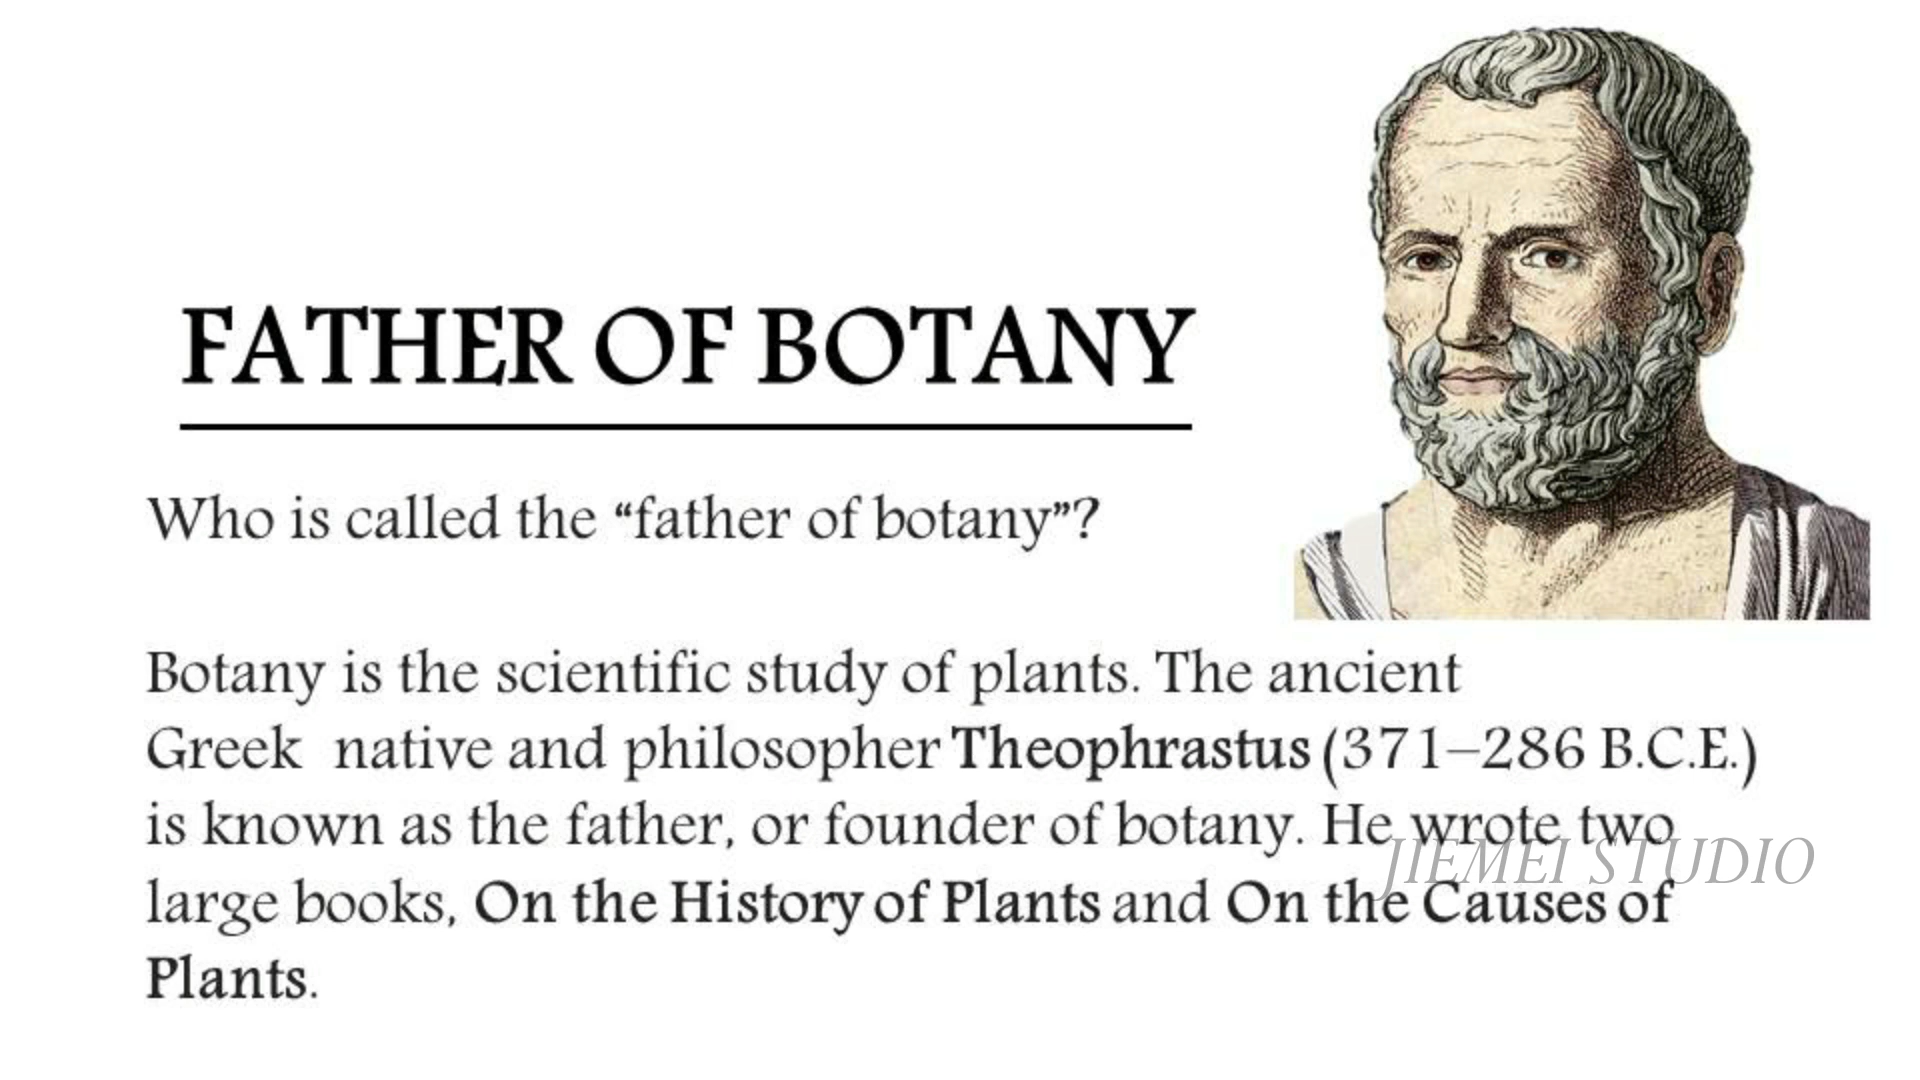 FATHER OF BOTANY
Who is called the “father of botany”?
Botany is the scientific study of plants. The ancient
Greek native and philosopher Theophrastus (371–286 B.C.E.)
is known as the father, or founder of botany. He wrote two
large books, On the History of Plants and On the Causes of
Plants.
JIEMEI STUDIO